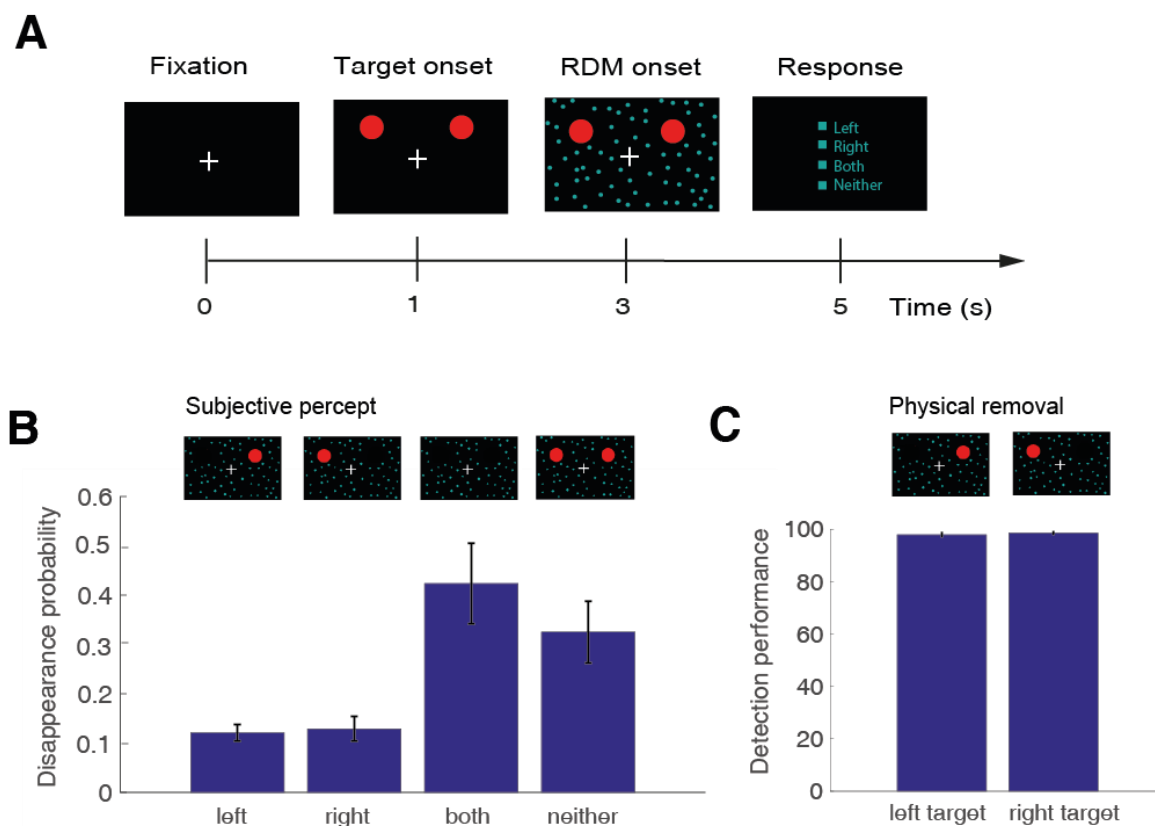 A
Fixation
Target onset
RDM onset
Response
Left
Right
Both
Neither
0
1
3
5
Time (s)
B
Subjective percept
Disappearance probability
0.6
0.5
0.4
0.3
0.2
0.1
0
left
right
both
neither
C
Physical removal
Detection performance
100
80
60
40
20
0
left target
right target